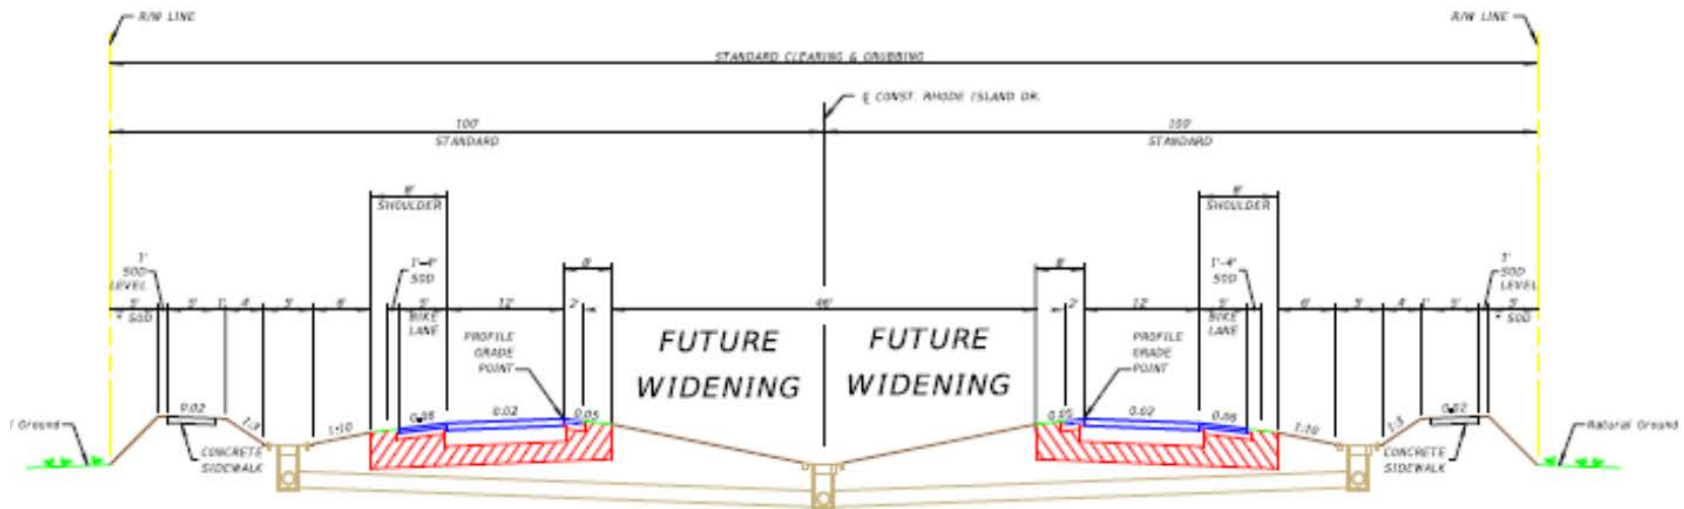 R/W LINE
R/W LINE
STANDARD CLEARING & GRUBBING
℄ CONST. RHODE ISLAND DR.
100'
STANDARD
100'
STANDARD
8'
SHOULDER
8'
SHOULDER
1'
SOD
LEVEL
1'-4"
SOD
8'
8'
1'-4"
SOD
1'
SOD
LEVEL
5' 5' 1' 4' 5' 6' 5' 12' 2' 46' 2' 12' 5' 6' 5' 4' 1' 5' 5'
SOD
BIKE
LANE
BIKE
LANE
SOD
PROFILE
GRADE
POINT
FUTURE
WIDENING
FUTURE
WIDENING
PROFILE
GRADE
POINT
0.02 1:3 1:10 0.06 0.02 0.05 0.05 0.02 0.06 1:10 1:3 0.02
Ground
CONCRETE
SIDEWALK
CONCRETE
SIDEWALK
Natural Ground